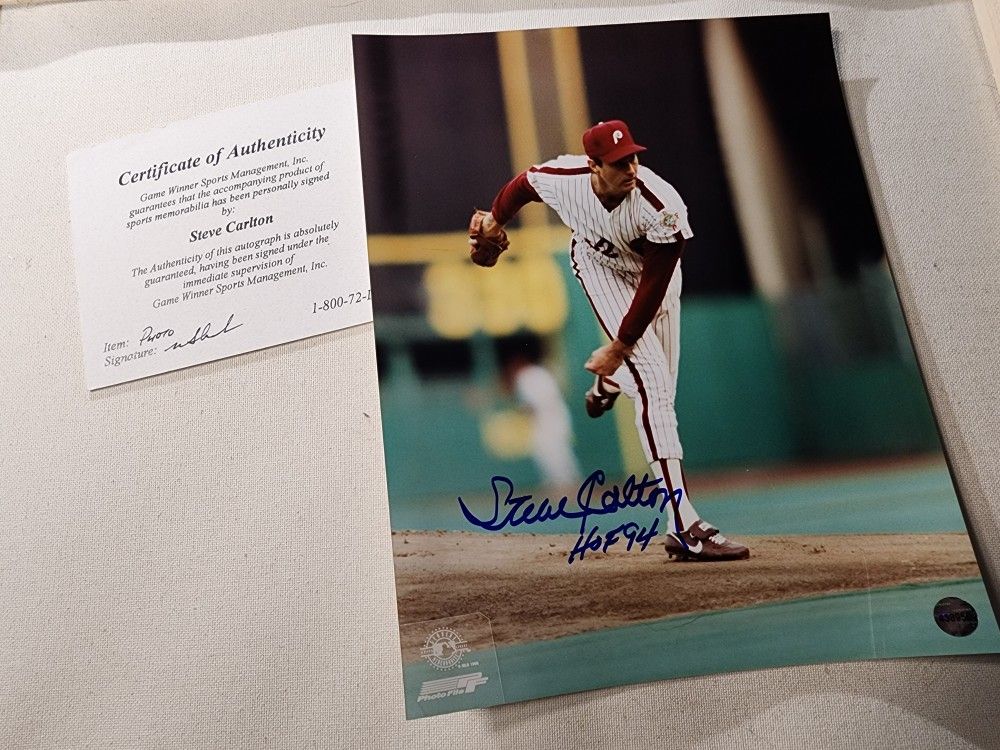 Certificate of Authenticity
Game Winner Sports Management, Inc.
guarantees that the accompanying product of
sports memorabilia has been personally signed
by:
Steve Carlton
The Authenticity of this autograph is absolutely
guaranteed, having been signed under the
immediate supervision of
Game Winner Sports Management, Inc.
1-800-72-
Item: PHOTO
Signature:
P
Steve Carlton
HOF 94
Photo File